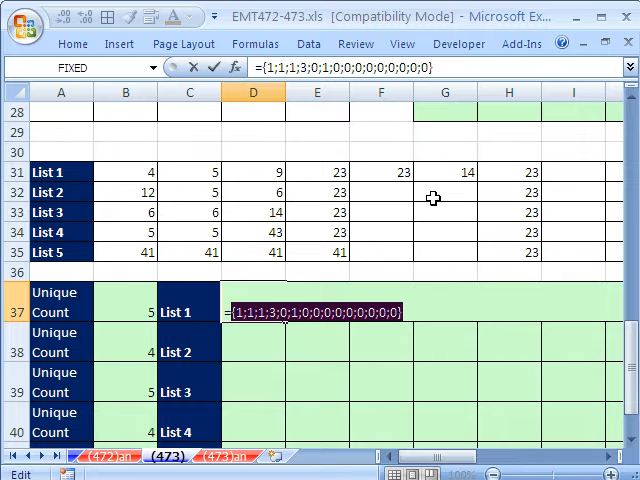 EMT472-473.xls [Compatibility Mode] - Microsoft Ex...
Home Insert Page Layout Formulas Data Review View Developer Add-Ins
FIXED ={1;1;1;3;0;1;0;0;0;0;0;0;0;0;0}
A B C D E F G H I
28
29
30
31 List 1 4 5 9 23 23 14 23
32 List 2 12 5 6 23 23
33 List 3 6 6 14 23 23
34 List 4 5 5 43 23 23
35 List 5 41 41 41 41 23
36
Unique
37 Count 5 List 1 ={1;1;1;3;0;1;0;0;0;0;0;0;0;0;0}
Unique
38 Count 4 List 2
Unique
39 Count 5 List 3
Unique
40 Count 4 List 4
(472)an (473) (473)an
Edit 100%